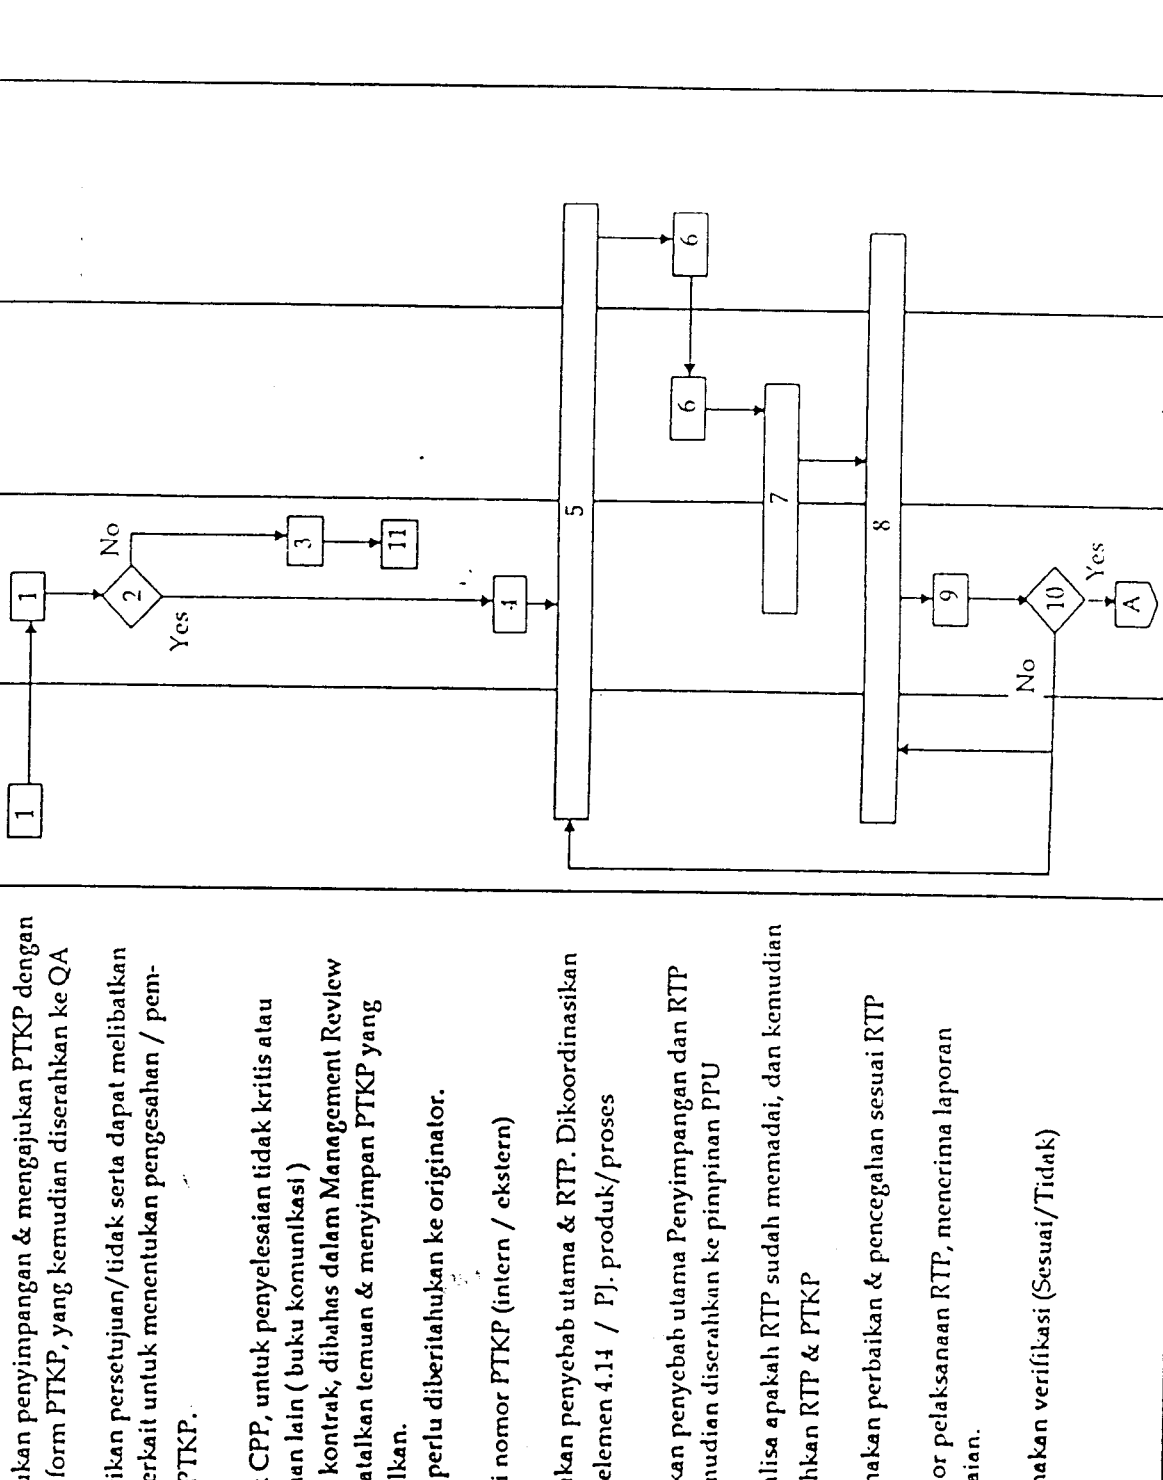 ukan penyimpangan & mengajukan PTKP dengan
form PTKP, yang kemudian diserahkan ke QA
ikan persetujuan/tidak serta dapat melibatkan
erkait untuk menentukan pengesahan / pem-
PTKP.
CPP, untuk penyelesaian tidak kritis atau
an lain ( buku komunikasi )
kontrak, dibahas dalam Management Review
atalkan temuan & menyimpan PTKP yang
lkan.
perlu diberitahukan ke originator.
i nomor PTKP (intern / ekstern)
ukan penyebab utama & RTP. Dikoordinasikan
elemen 4.14 / PJ. produk/proses
kan penyebab utama Penyimpangan dan RTP
mudian diserahkan ke pimpinan PPU
alisa apakah RTP sudah memadai, dan kemudian
hkan RTP & PTKP
nakan perbaikan & pencegahan sesuai RTP
or pelaksanaan RTP, menerima laporan
aian.
nakan verifikasi (Sesuai/Tidak)
1
1
2
No
Yes
3
11
4
5
6
6
7
8
9
10
No
Yes
A